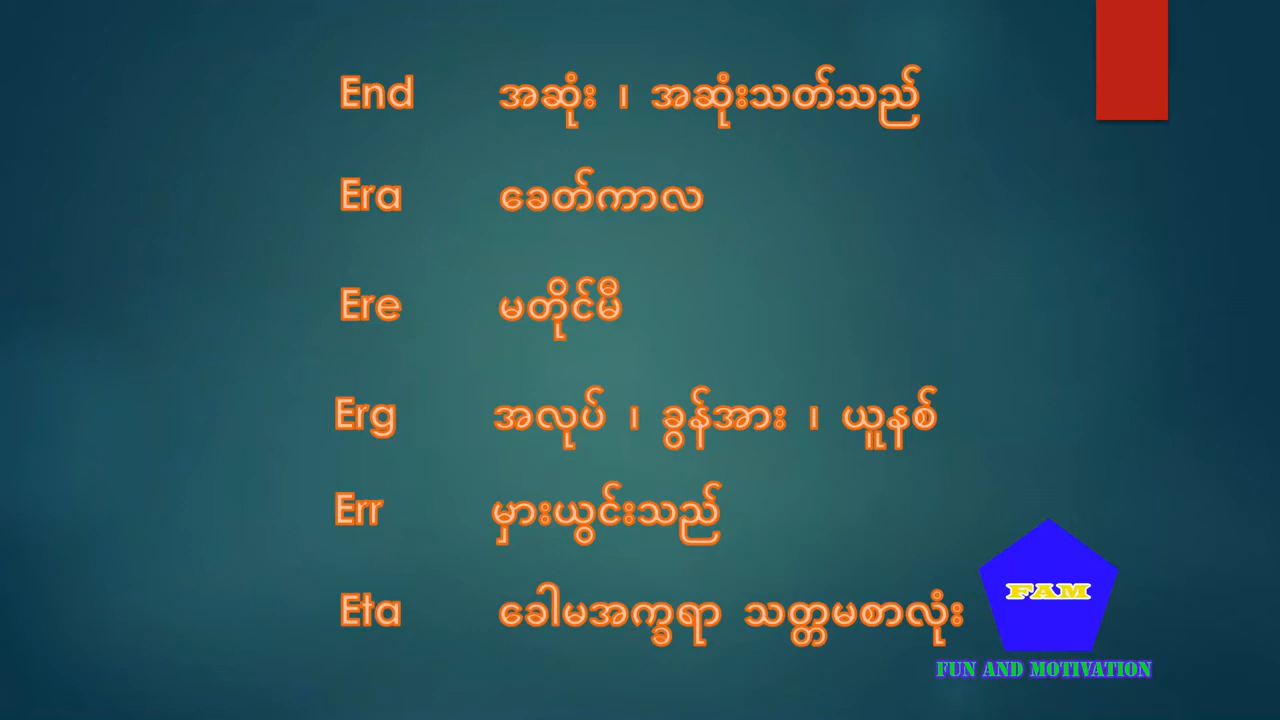 End အဆုံး ၊ အဆုံးသတ်သည်
Era ခေတ်ကာလ
Ere မတိုင်မီ
Erg အလုပ် ၊ ခွန်အား ၊ ယူနစ်
Err မှားယွင်းသည်
Eta ခေါမအက္ခရာ သတ္တမစာလုံး
FAM
FUN AND MOTIVATION